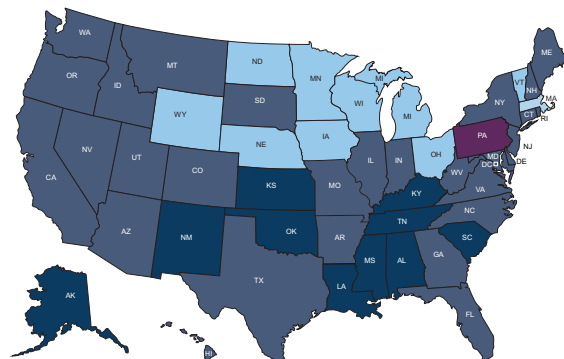 WA
ME
MT
ND
MN
OR
VT
NH
ID
MI
WI
NY
MA
SD
MI
WY
CT
RI
IA
PA
NE
OH
NJ
NV
MD
IL
IN
DE
UT
DC
CO
WV
CA
KS
MO
VA
KY
NC
TN
AZ
OK
NM
AR
SC
MS
AL
GA
TX
LA
AK
FL
HI